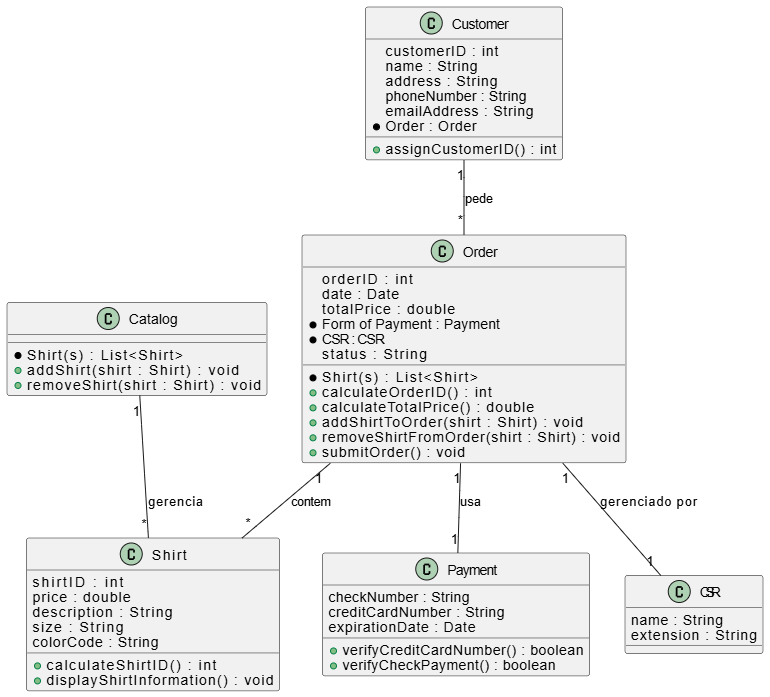 C Customer
customerID : int
name : String
address : String
phoneNumber : String
emailAddress : String
Order : Order
assignCustomerID() : int
1
pede
*
C Order
orderID : int
date : Date
totalPrice : double
Form of Payment : Payment
CSR : CSR
status : String
Shirt(s) : List<Shirt>
calculateOrderID() : int
calculateTotalPrice() : double
addShirtToOrder(shirt : Shirt) : void
removeShirtFromOrder(shirt : Shirt) : void
submitOrder() : void
C Catalog
Shirt(s) : List<Shirt>
addShirt(shirt : Shirt) : void
removeShirt(shirt : Shirt) : void
1
gerencia
*
1
contem
*
1
usa
1
1
gerenciado por
1
C Shirt
shirtID : int
price : double
description : String
size : String
colorCode : String
calculateShirtID() : int
displayShirtInformation() : void
C Payment
checkNumber : String
creditCardNumber : String
expirationDate : Date
verifyCreditCardNumber() : boolean
verifyCheckPayment() : boolean
C CSR
name : String
extension : String